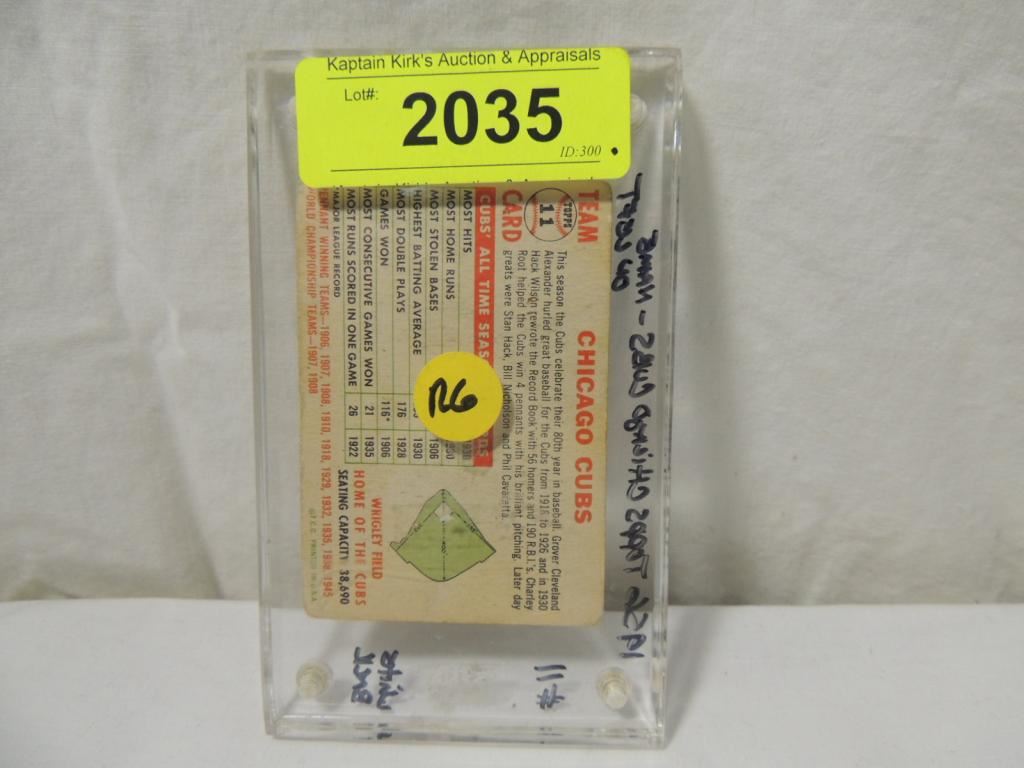 Kaptain Kirk's Auction & Appraisals
Lot#:
2035
ID:300
TEAM
CARD
TOPPS
11
CHICAGO CUBS
This season the Cubs celebrate their 80th year in baseball. Grover Cleveland
Alexander hurled great baseball for the Cubs from 1918 to 1926 and in 1930
Hack Wilson rewrote the Record Book with 56 homers and 190 R.B.I.'s. Charley
Root helped the Cubs win 4 pennants with his brilliant pitching. Later day
greats were Stan Hack, Bill Nicholson and Phil Cavaretta.
CUBS' ALL TIME
MOST HITS
MOST HOME RUNS
MOST STOLEN BASES 1906
HIGHEST BATTING AVERAGE 1930
MOST DOUBLE PLAYS 176 1928
GAMES WON 116* 1906
MOST CONSECUTIVE GAMES WON 21 1935
MOST RUNS SCORED IN ONE GAME 26 1922
*MAJOR LEAGUE RECORD
PENNANT WINNING TEAMS—1906, 1907, 1908, 1910, 1918, 1929, 1932, 1935, 1938, 1945
WORLD CHAMPIONSHIP TEAMS—1907, 1908
WRIGLEY FIELD
HOME OF THE CUBS
SEATING CAPACITY 38,690
©T.C.G. PRINTED IN U.S.A.
1956 Topps Chicago Cubs
#11